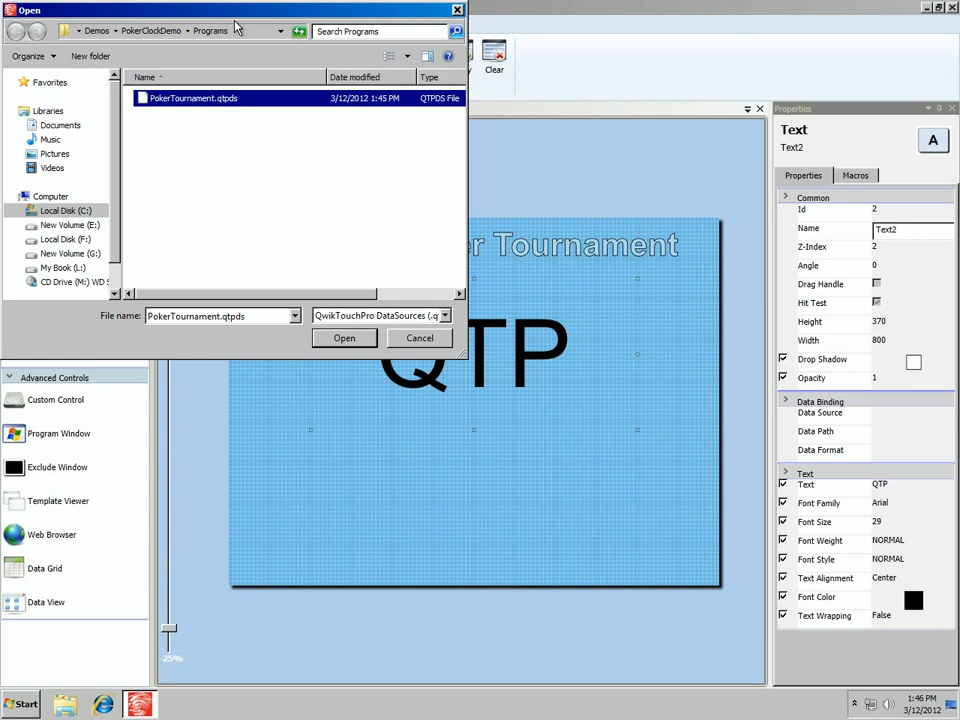 Open
Demos PokerClockDemo Programs
Search Programs
Organize New folder
Clear
Name Date modified Type
PokerTournament.qtpds 3/12/2012 1:45 PM QTPDS File
Favorites
Libraries
Documents
Music
Pictures
Videos
Computer
Local Disk (C:)
New Volume (E:)
Local Disk (F:)
New Volume (G:)
My Book (L:)
CD Drive (M:) WD S
File name: PokerTournament.qtpds
QwikTouchPro DataSources (.q
Open Cancel
er Tournament
QTP
Advanced Controls
Custom Control
Program Window
Exclude Window
Template Viewer
Web Browser
Data Grid
Data View
-25%
Properties
Text
Text2
A
Properties Macros
Common
Id 2
Name Text2
Z-Index 2
Angle 0
Drag Handle
Hit Test
Height 370
Width 800
Drop Shadow
Opacity 1
Data Binding
Data Source
Data Path
Data Format
Text
Text QTP
Font Family Arial
Font Size 29
Font Weight NORMAL
Font Style NORMAL
Text Alignment Center
Font Color
Text Wrapping False
Start
1:46 PM
3/12/2012